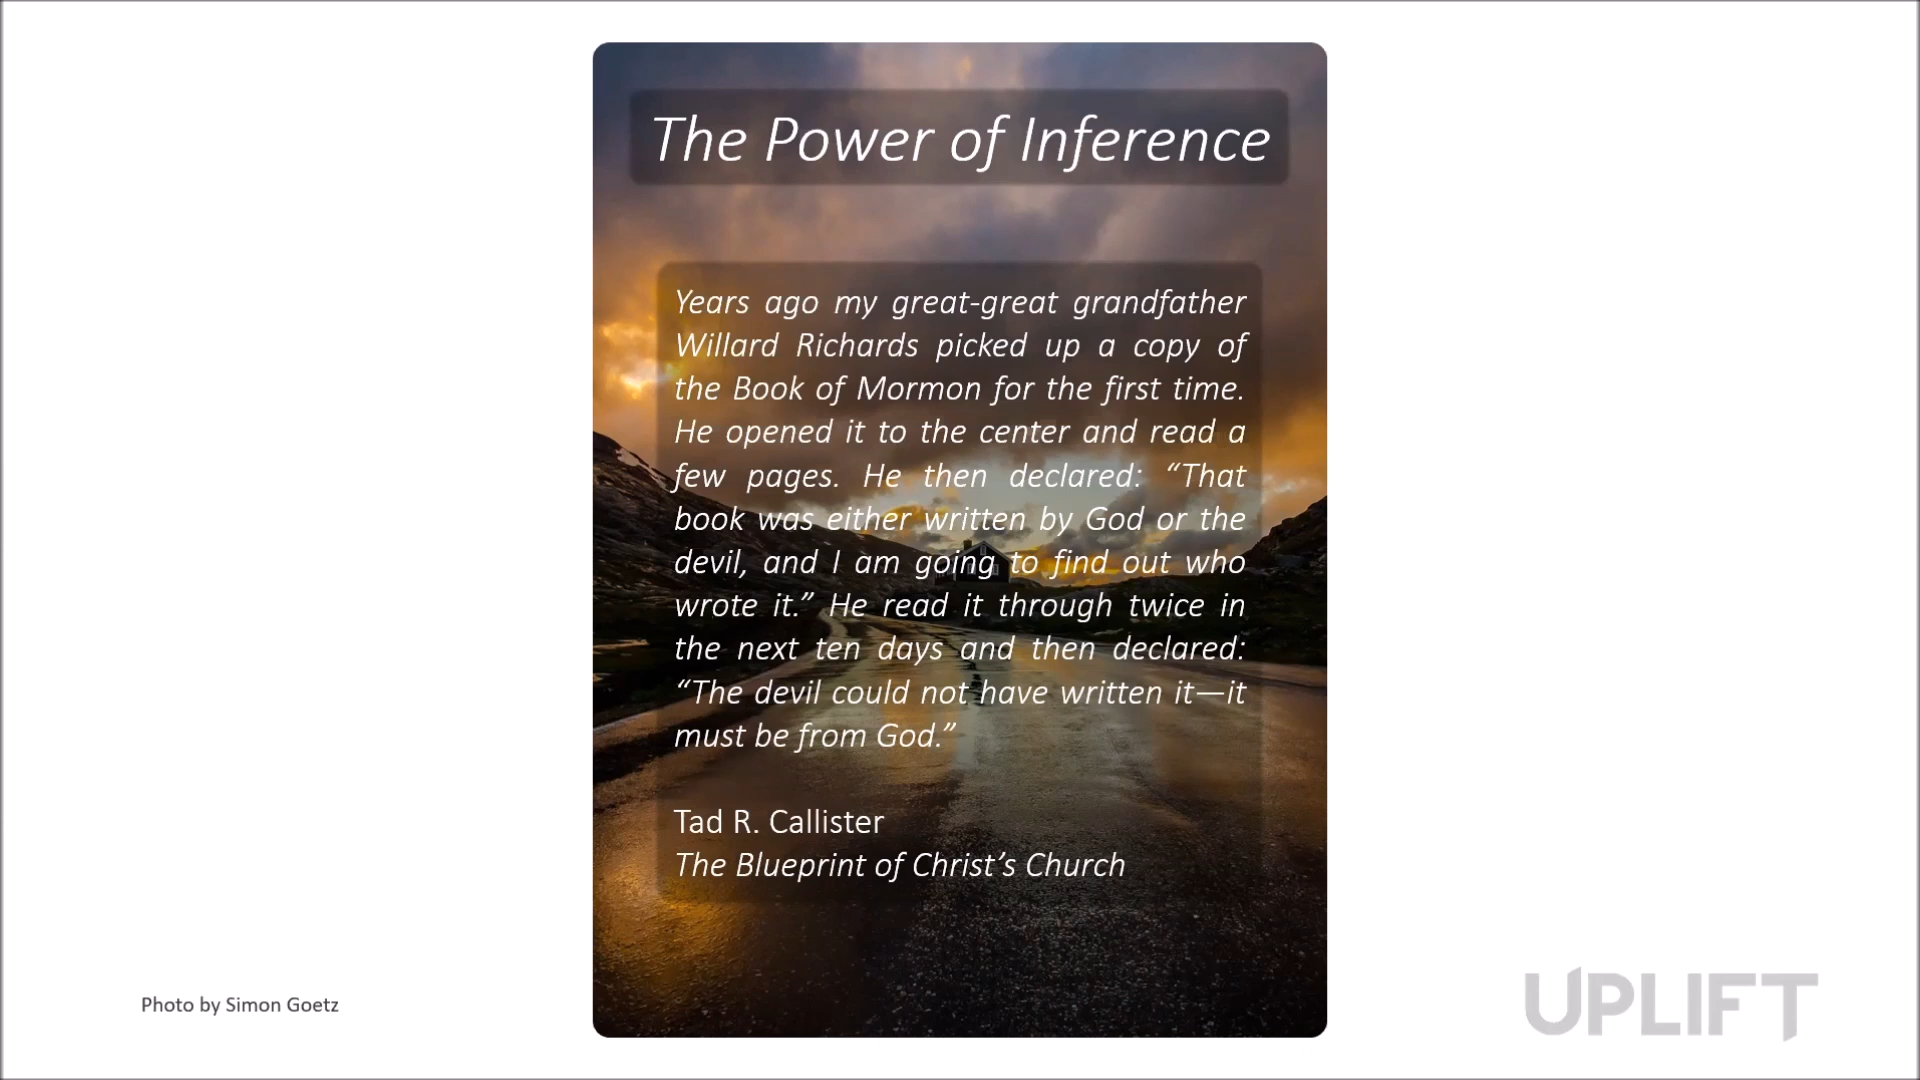 The Power of Inference
Years ago my great-great grandfather
Willard Richards picked up a copy of
the Book of Mormon for the first time.
He opened it to the center and read a
few pages. He then declared: “That
book was either written by God or the
devil, and I am going to find out who
wrote it.” He read it through twice in
the next ten days and then declared:
“The devil could not have written it—it
must be from God.”
Tad R. Callister
The Blueprint of Christ’s Church
Photo by Simon Goetz
UPLIFT